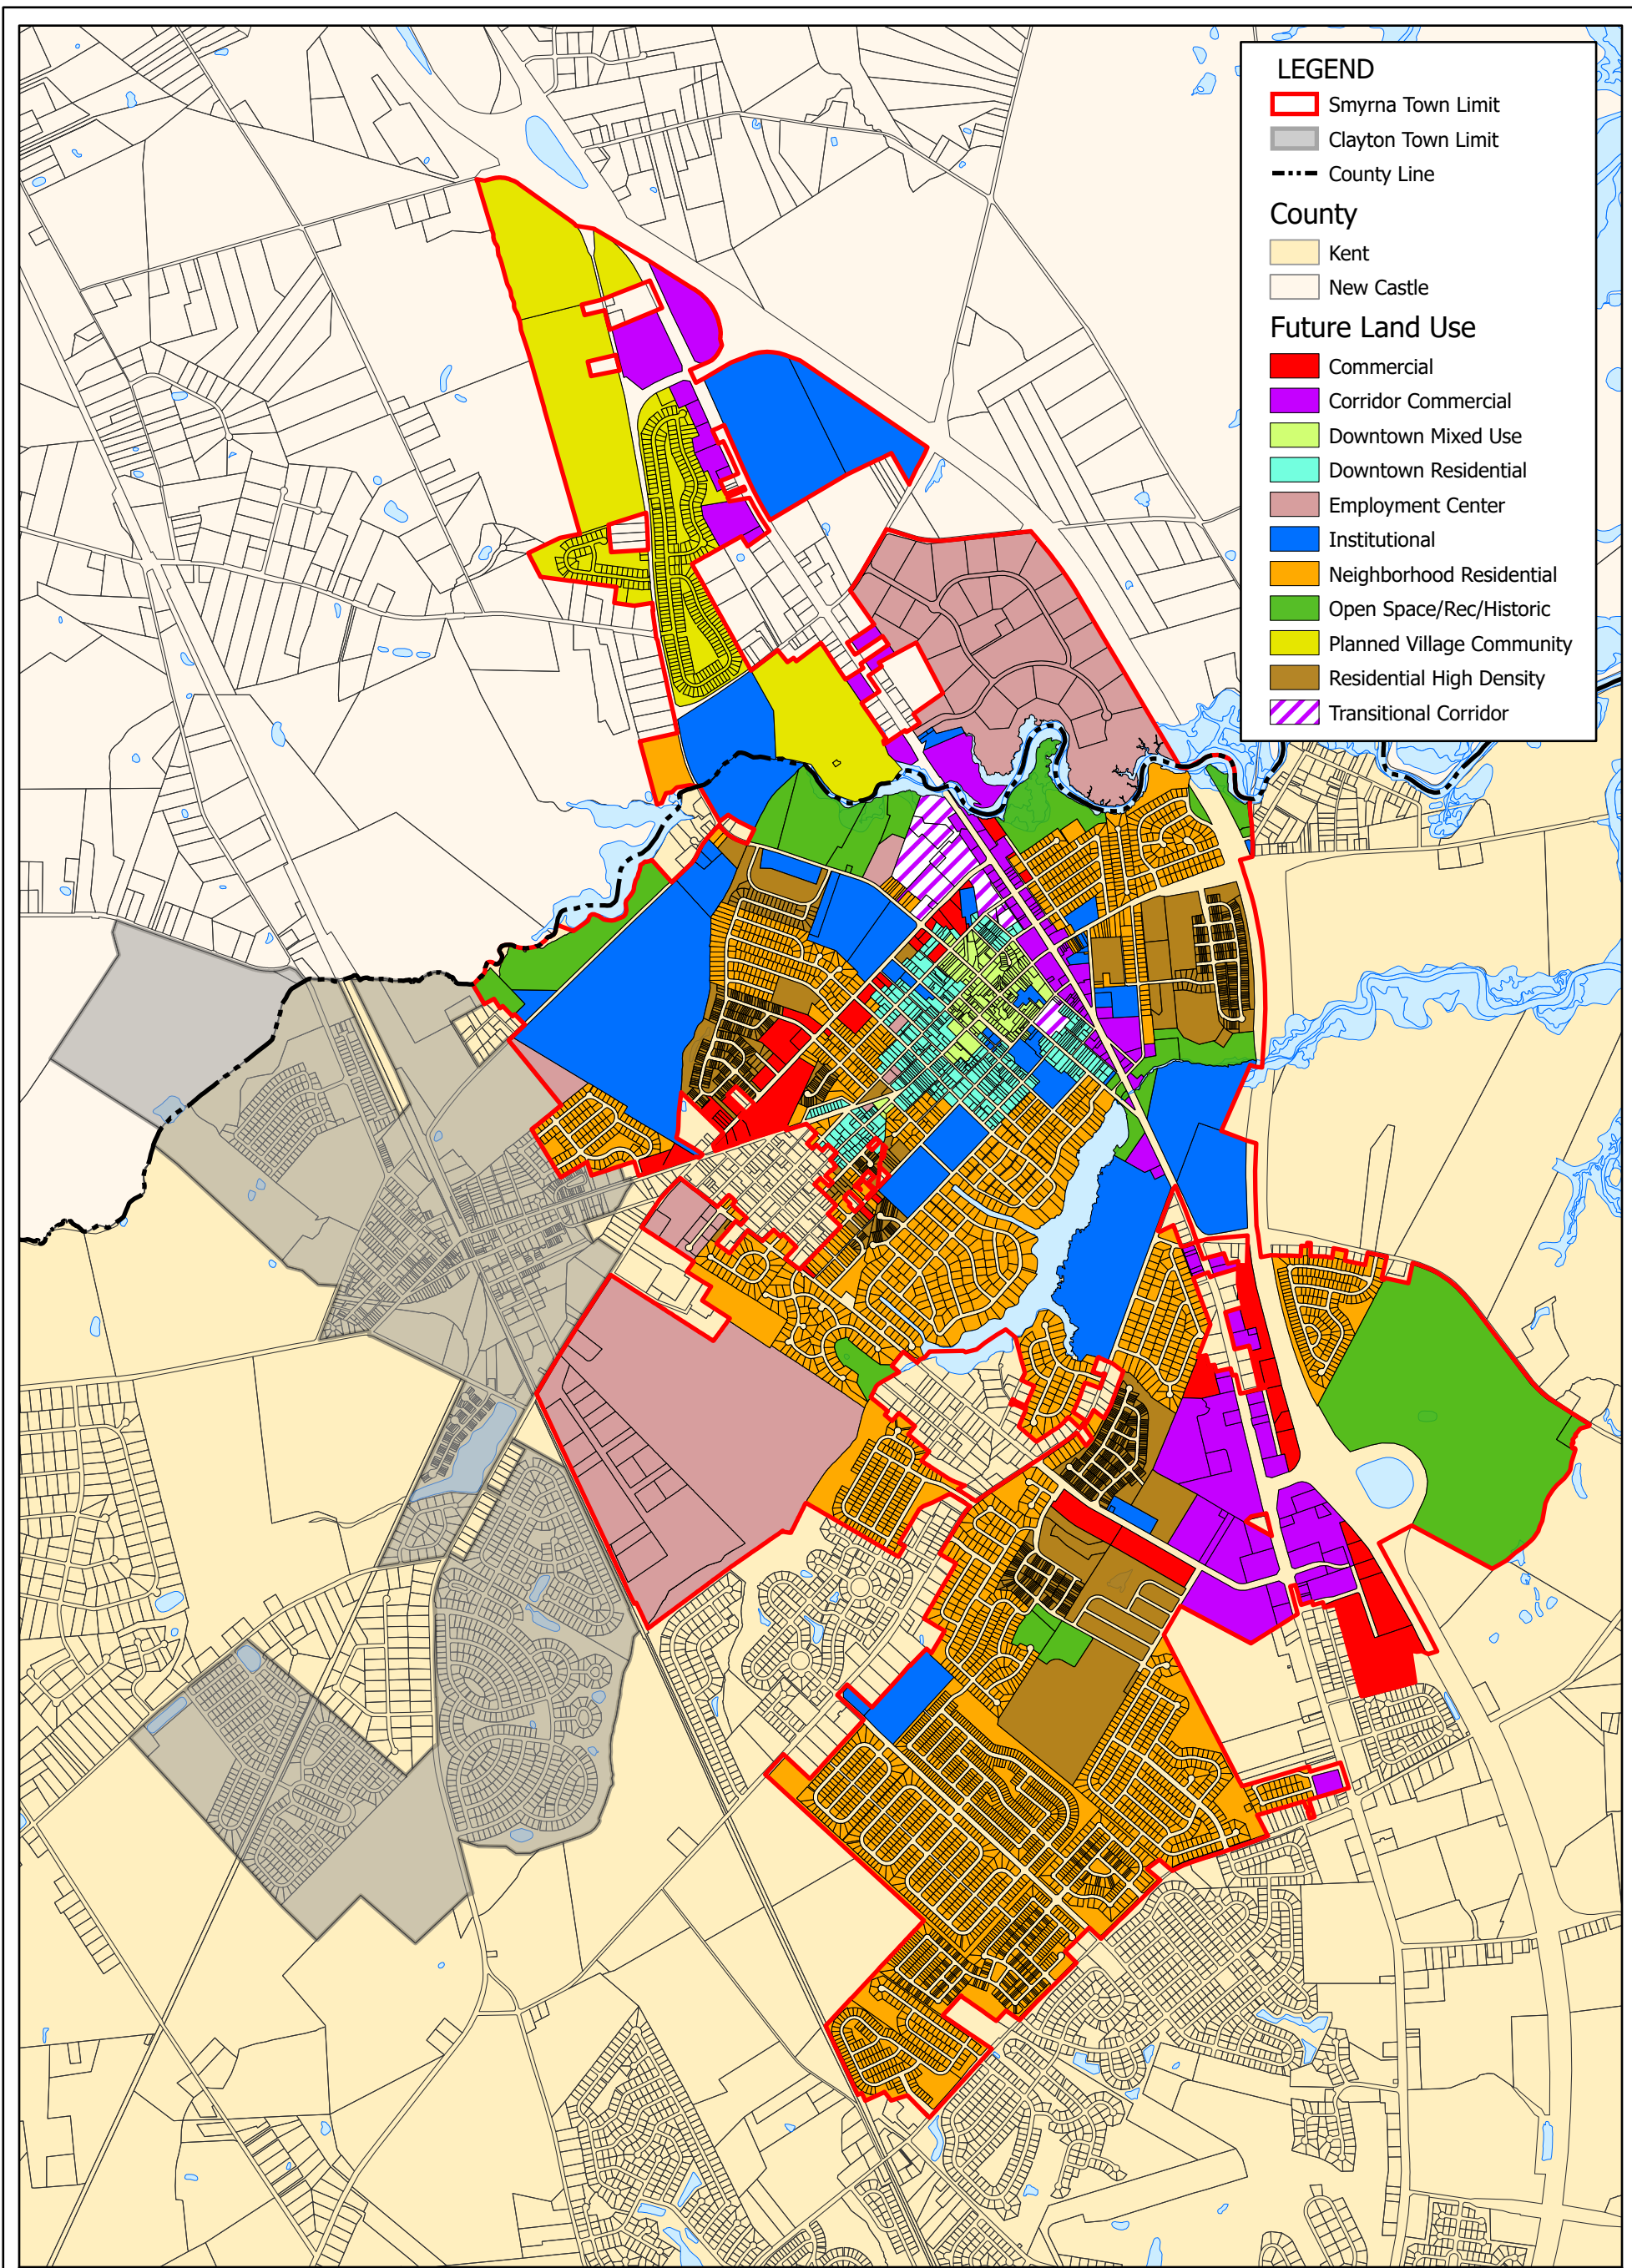 LEGEND
Smyrna Town Limit
Clayton Town Limit
County Line
County
Kent
New Castle
Future Land Use
Commercial
Corridor Commercial
Downtown Mixed Use
Downtown Residential
Employment Center
Institutional
Neighborhood Residential
Open Space/Rec/Historic
Planned Village Community
Residential High Density
Transitional Corridor